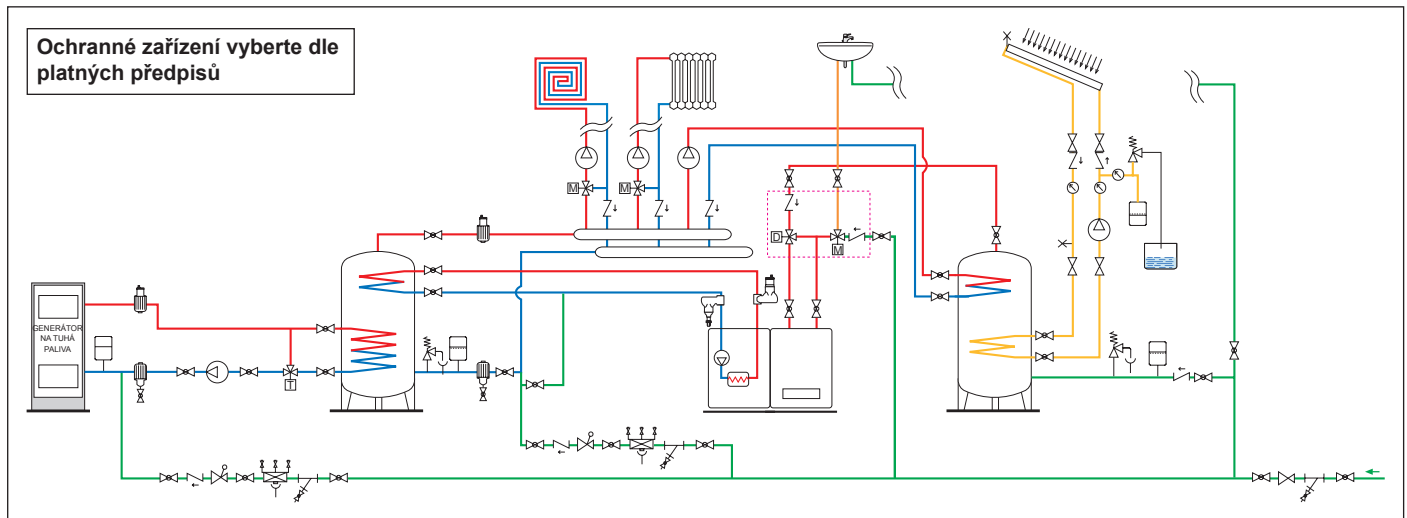 Ochranné zařízení vyberte dle
platných předpisů
M
M
D
M
GENERÁTOR
NA TUHÁ
PALIVA
T